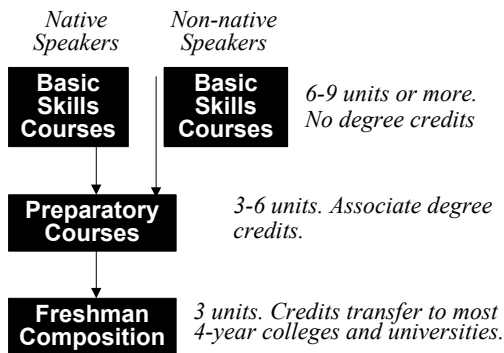 Native
Speakers
Non-native
Speakers
Basic
Skills
Courses
Basic
Skills
Courses
6-9 units or more.
No degree credits
Preparatory
Courses
3-6 units. Associate degree
credits.
Freshman
Composition
3 units. Credits transfer to most
4-year colleges and universities.